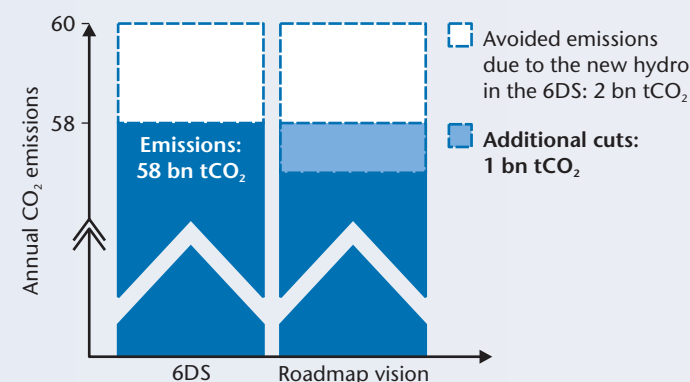 60
58
Annual CO₂ emissions
Emissions:
58 bn tCO₂
6DS
Roadmap vision
Avoided emissions
due to the new hydro
in the 6DS: 2 bn tCO₂
Additional cuts:
1 bn tCO₂